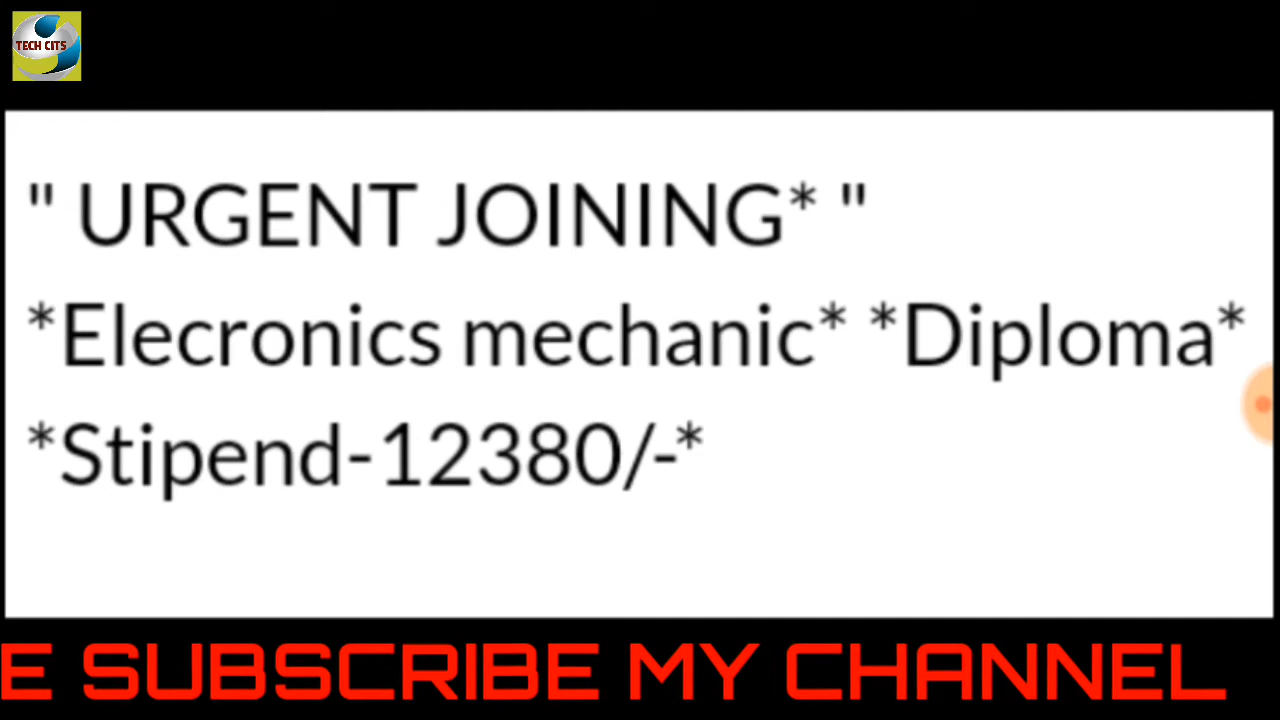 TECH CITS
" URGENT JOINING* "
*Elecronics mechanic* *Diploma*
*Stipend-12380/-*
E SUBSCRIBE MY CHANNEL